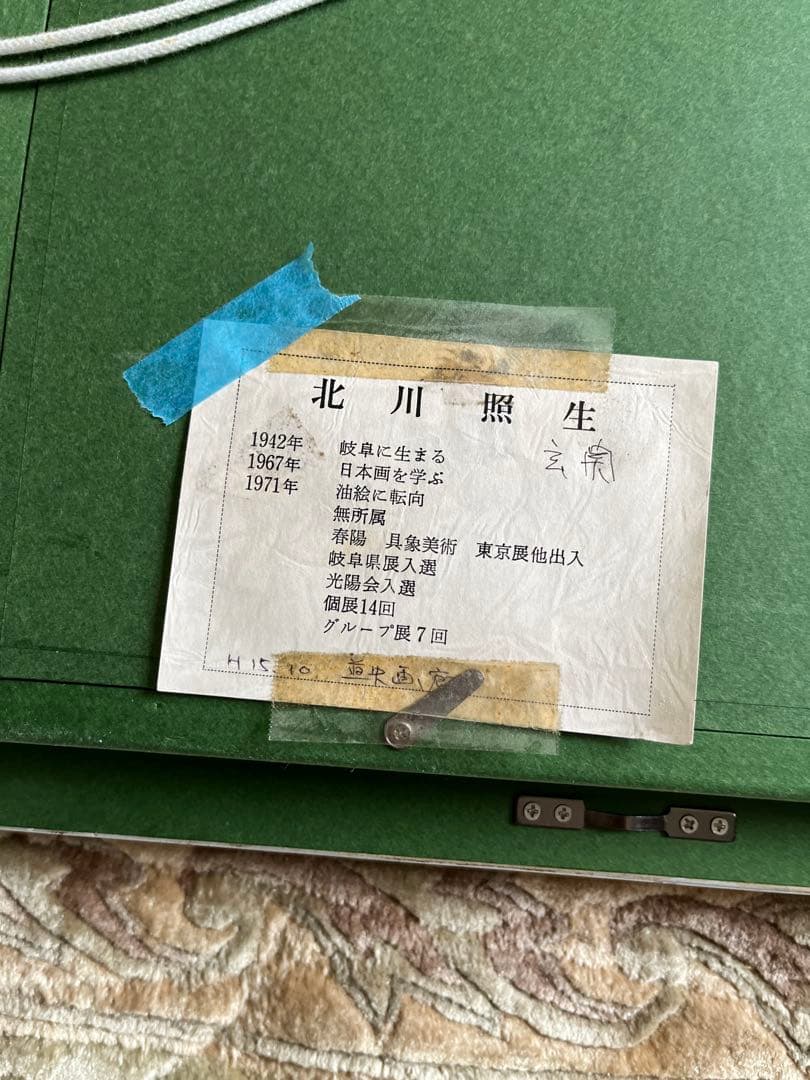 北川照生
玄関
1942年 岐阜に生まる
1967年 日本画を学ぶ
1971年 油絵に転向
無所属
春陽 具象美術 東京展他出入
岐阜県展入選
光陽会入選
個展14回
グループ展7回
H15 10 画